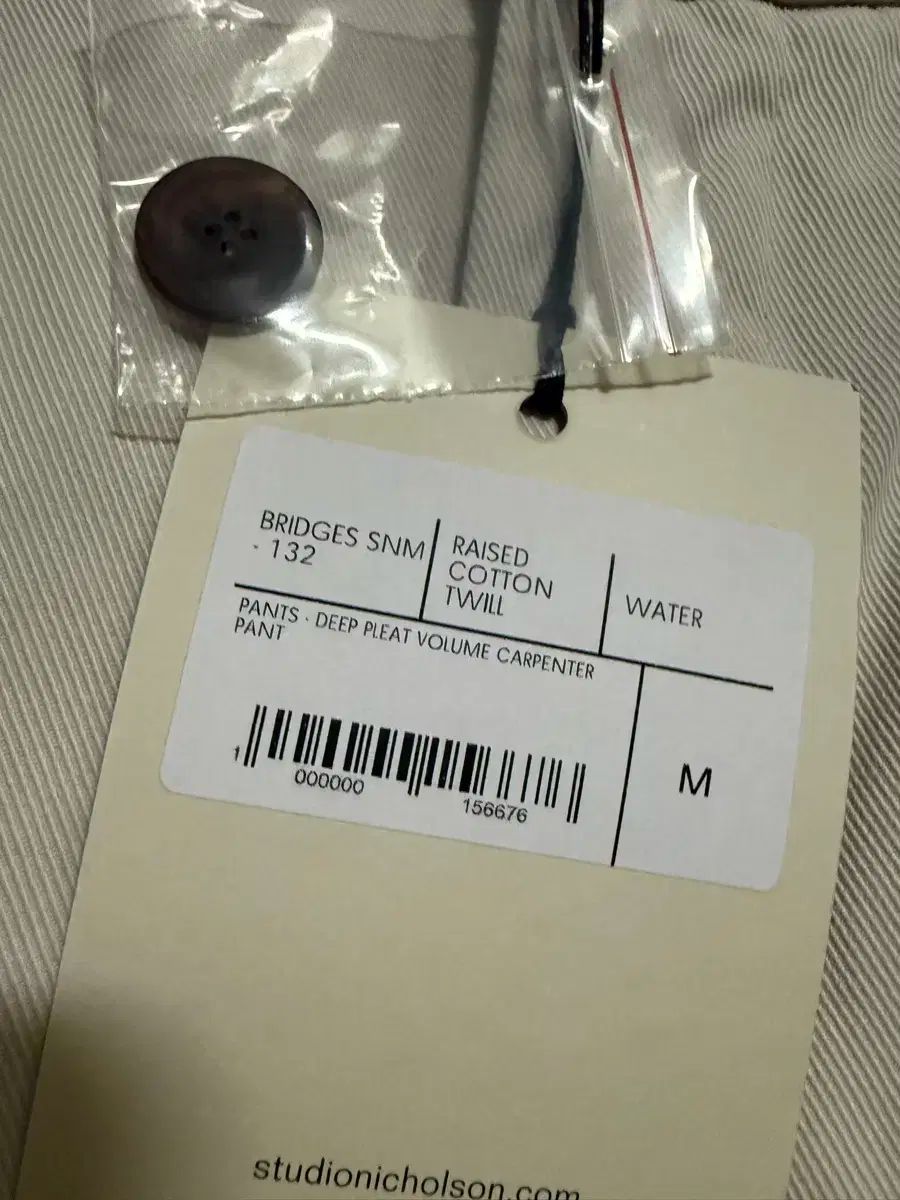 BRIDGES SNM
- 132
RAISED
COTTON
TWILL
WATER
PANTS - DEEP PLEAT VOLUME CARPENTER
PANT
1 000000 156676
M
studionicholson.com